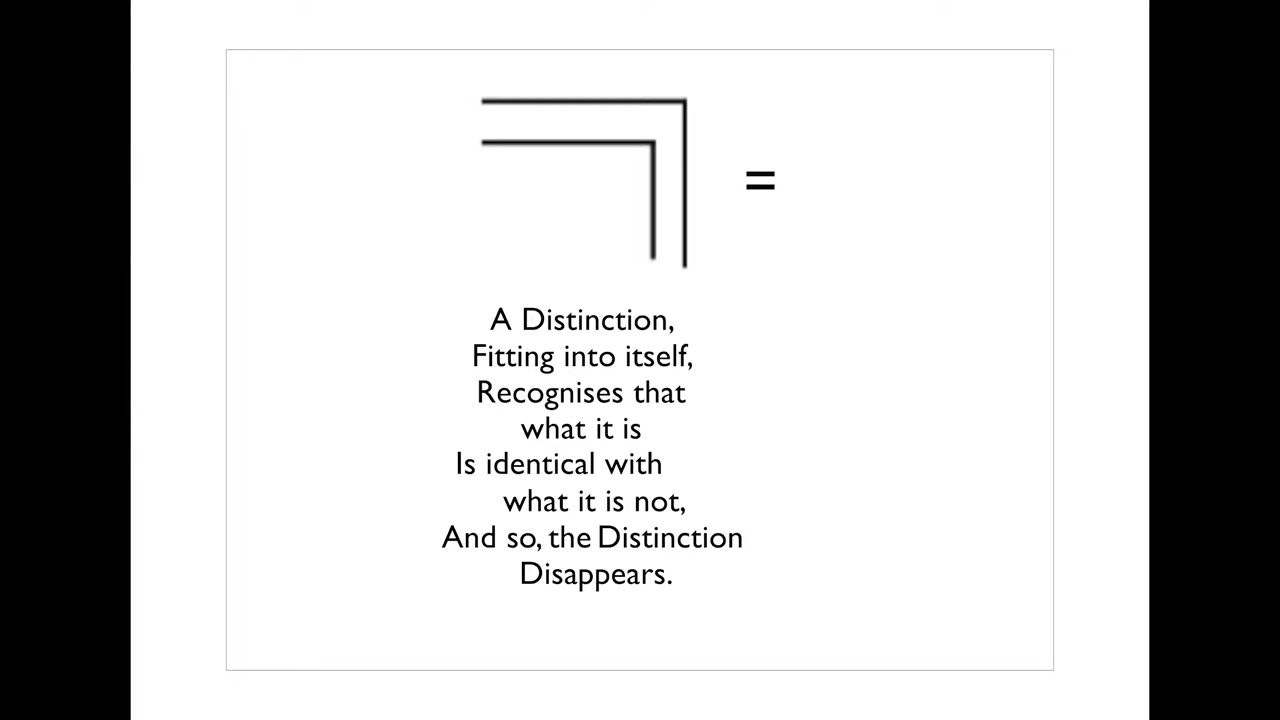 =
A Distinction,
Fitting into itself,
Recognises that
what it is
Is identical with
what it is not,
And so, the Distinction
Disappears.